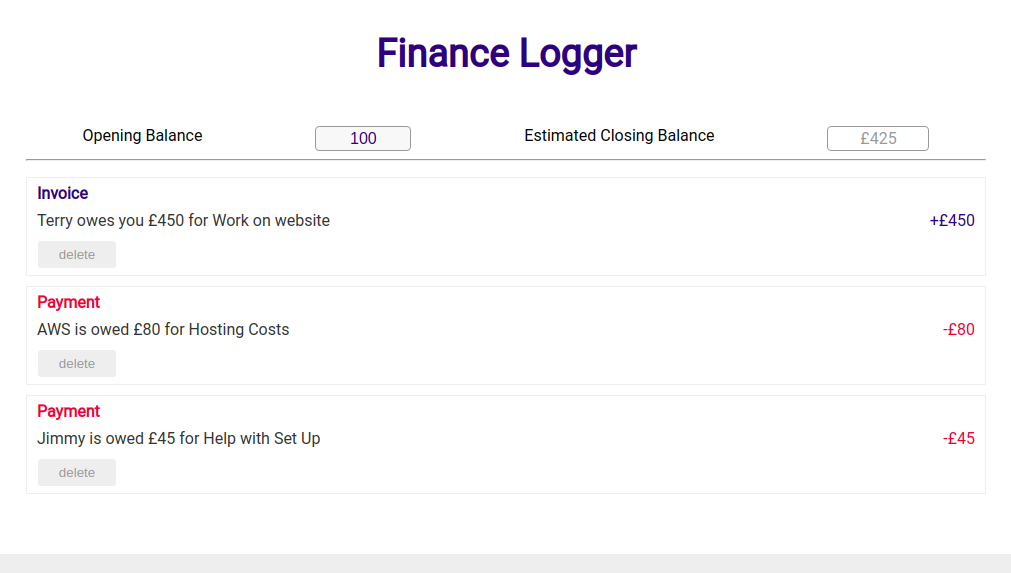 Finance Logger
Opening Balance 100 Estimated Closing Balance £425
Invoice
Terry owes you £450 for Work on website +£450
delete
Payment
AWS is owed £80 for Hosting Costs -£80
delete
Payment
Jimmy is owed £45 for Help with Set Up -£45
delete